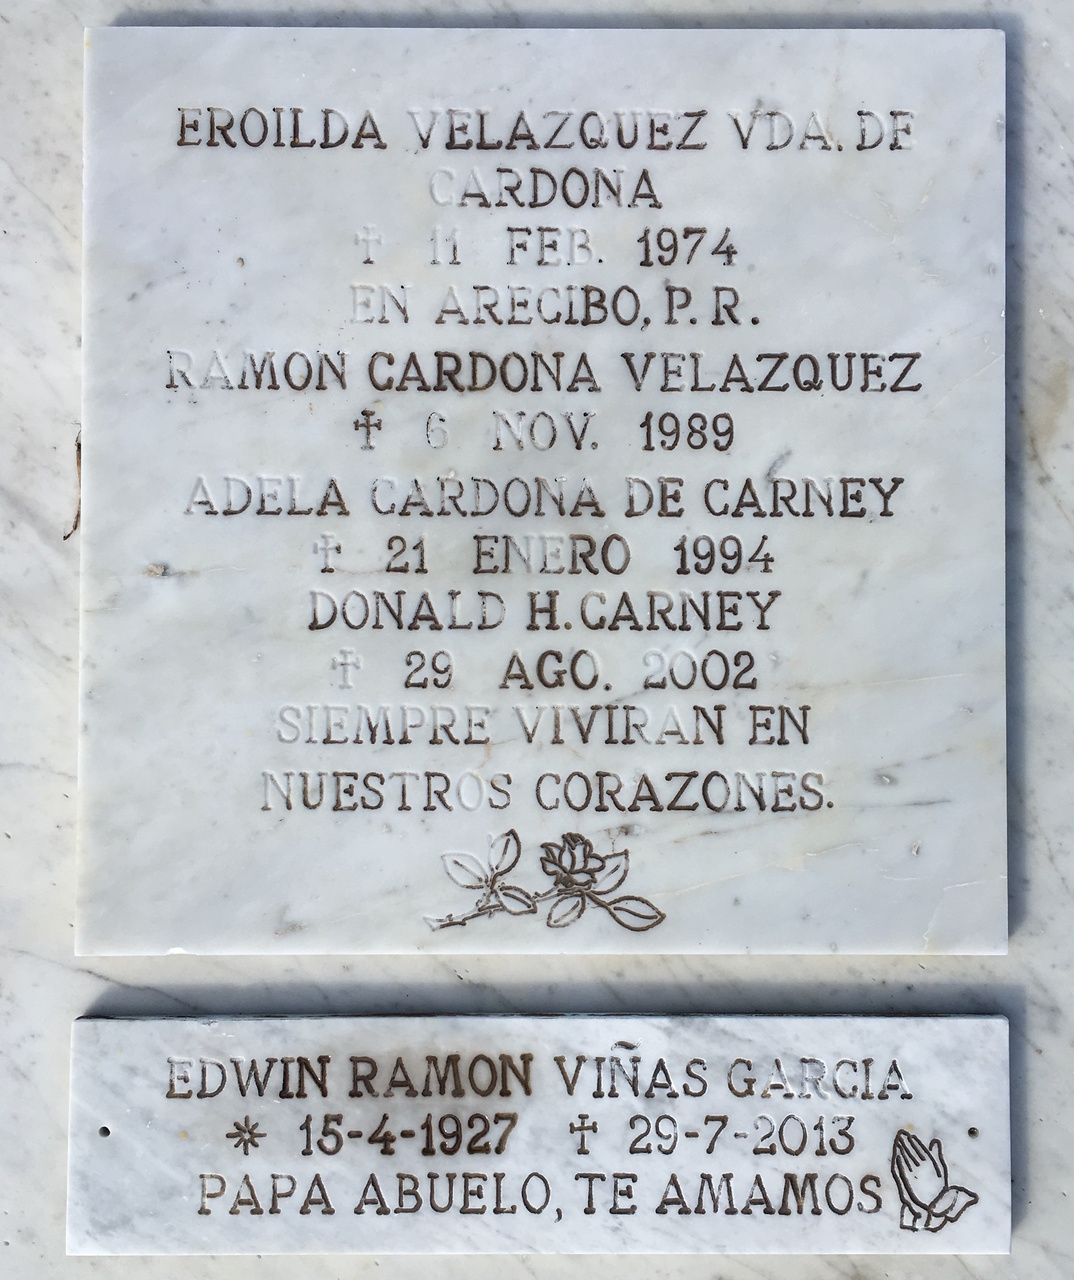 EROILDA VELAZQUEZ VDA. DE
CARDONA
✝ 11 FEB. 1974
EN ARECIBO, P. R.
RAMON CARDONA VELAZQUEZ
✝ 6 NOV. 1989
ADELA CARDONA DE CARNEY
✝ 21 ENERO 1994
DONALD H. CARNEY
✝ 29 AGO. 2002
SIEMPRE VIVIRAN EN
NUESTROS CORAZONES.
EDWIN RAMON VIÑAS GARCIA
✳ 15-4-1927 ✝ 29-7-2013
PAPA ABUELO, TE AMAMOS